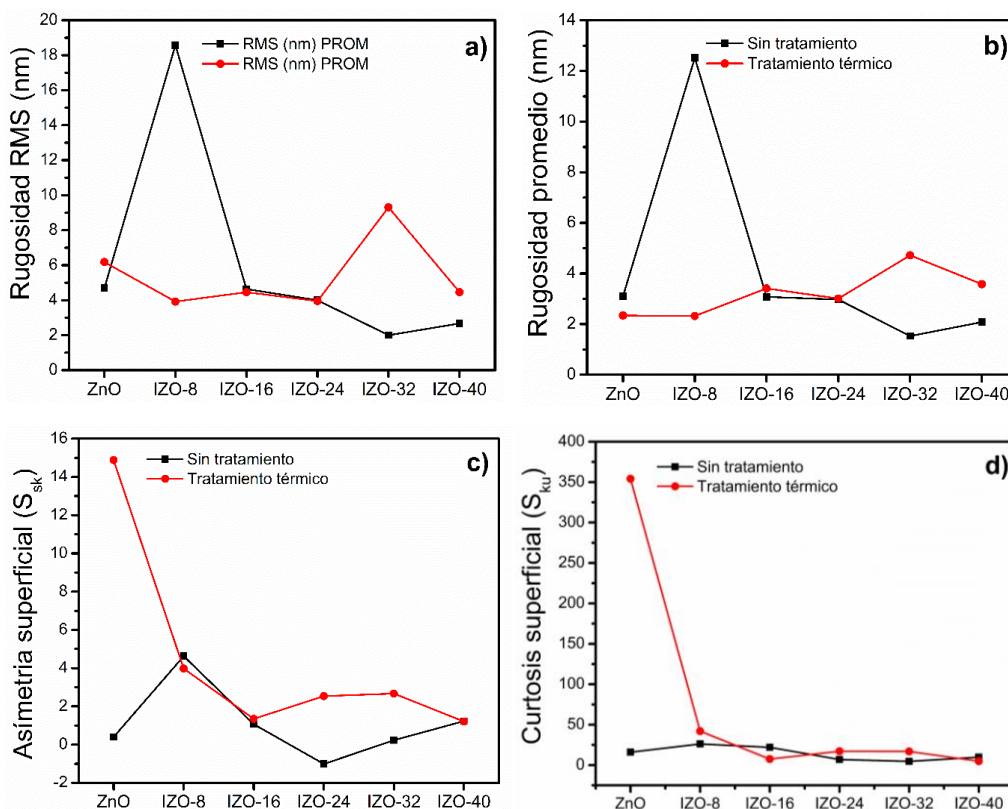 a)
RMS (nm) PROM
RMS (nm) PROM
Rugosidad RMS (nm)
20
18
16
14
12
10
8
6
4
2
0
ZnO IZO-8 IZO-16 IZO-24 IZO-32 IZO-40
b)
Sin tratamiento
Tratamiento térmico
Rugosidad promedio (nm)
14
12
10
8
6
4
2
0
ZnO IZO-8 IZO-16 IZO-24 IZO-32 IZO-40
c)
Sin tratamiento
Tratamiento térmico
Asímetria superficial (Ssk)
16
14
12
10
8
6
4
2
0
-2
ZnO IZO-8 IZO-16 IZO-24 IZO-32 IZO-40
d)
Sin tratamiento
Tratamiento térmico
Curtosis superficial (Sku)
400
350
300
250
200
150
100
50
0
ZnO IZO-8 IZO-16 IZO-24 IZO-32 IZO-40